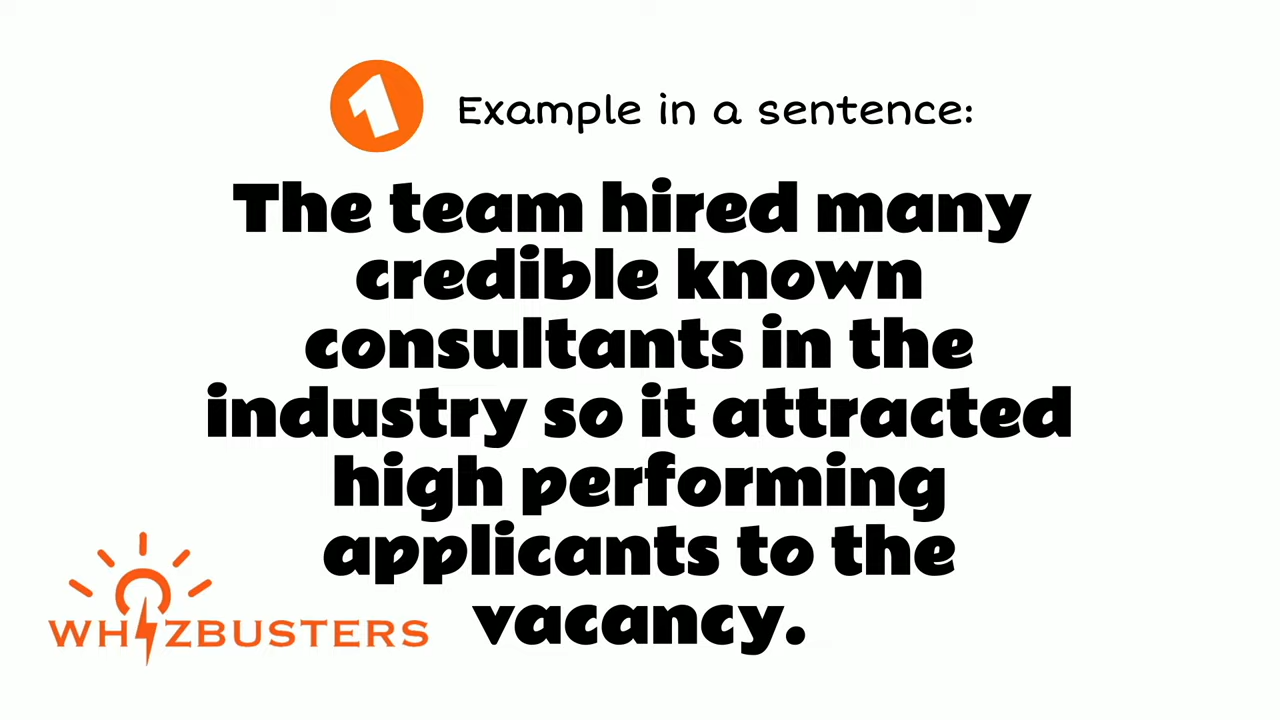 1 Example in a sentence:
The team hired many
credible known
consultants in the
industry so it attracted
high performing
applicants to the
vacancy.
WHIZBUSTERS